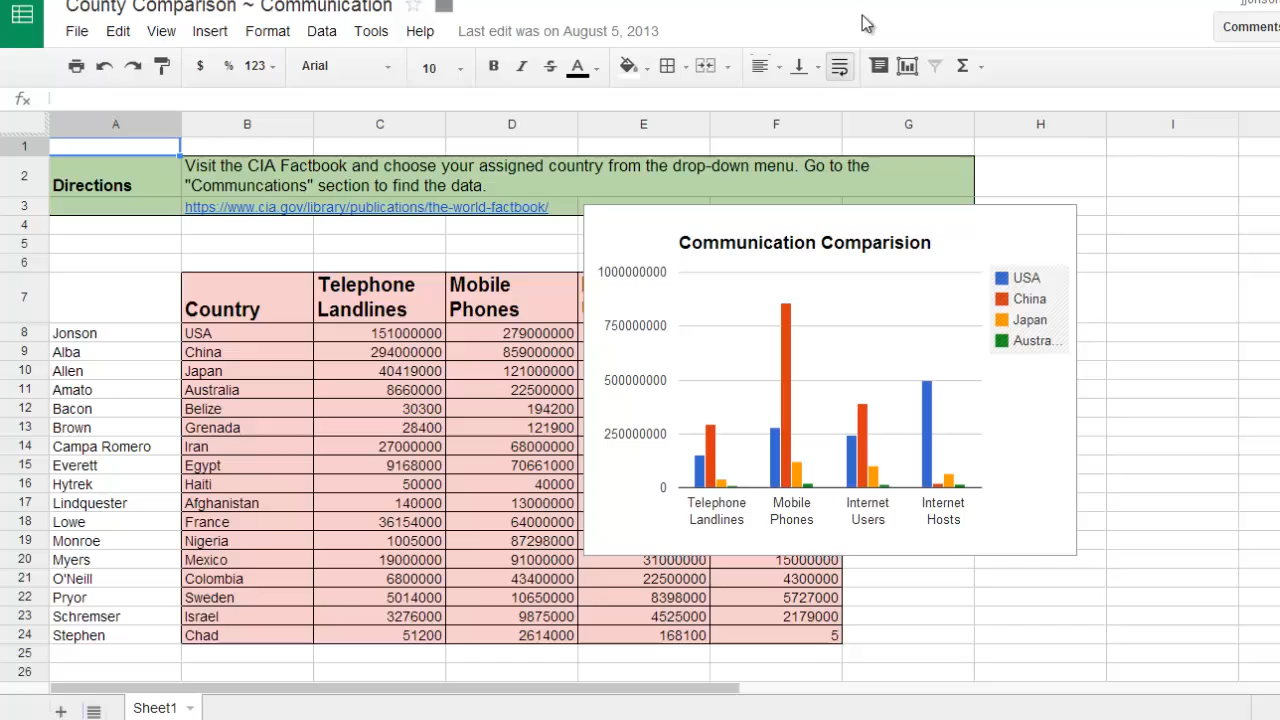 County Comparison ~ Communication
File Edit View Insert Format Data Tools Help Last edit was on August 5, 2013
Comments
$ % 123 Arial 10 B I S A Σ
fx
A B C D E F G H I
1
2 Directions Visit the CIA Factbook and choose your assigned country from the drop-down menu. Go to the
"Communcations" section to find the data.
3 https://www.cia.gov/library/publications/the-world-factbook/
4
5
6
7 Country Telephone Landlines Mobile Phones
8 Jonson USA 151000000 279000000
9 Alba China 294000000 859000000
10 Allen Japan 40419000 121000000
11 Amato Australia 8660000 22500000
12 Bacon Belize 30300 194200
13 Brown Grenada 28400 121900
14 Campa Romero Iran 27000000 68000000
15 Everett Egypt 9168000 70661000
16 Hytrek Haiti 50000 40000
17 Lindquester Afghanistan 140000 13000000
18 Lowe France 36154000 64000000
19 Monroe Nigeria 1005000 87298000
20 Myers Mexico 19000000 91000000 31000000 15000000
21 O'Neill Colombia 6800000 43400000 22500000 4300000
22 Pryor Sweden 5014000 10650000 8398000 5727000
23 Schremser Israel 3276000 9875000 4525000 2179000
24 Stephen Chad 51200 2614000 168100 5
25
26
Communication Comparision
1000000000
750000000
500000000
250000000
0
Telephone Landlines
Mobile Phones
Internet Users
Internet Hosts
USA
China
Japan
Austra...
Sheet1